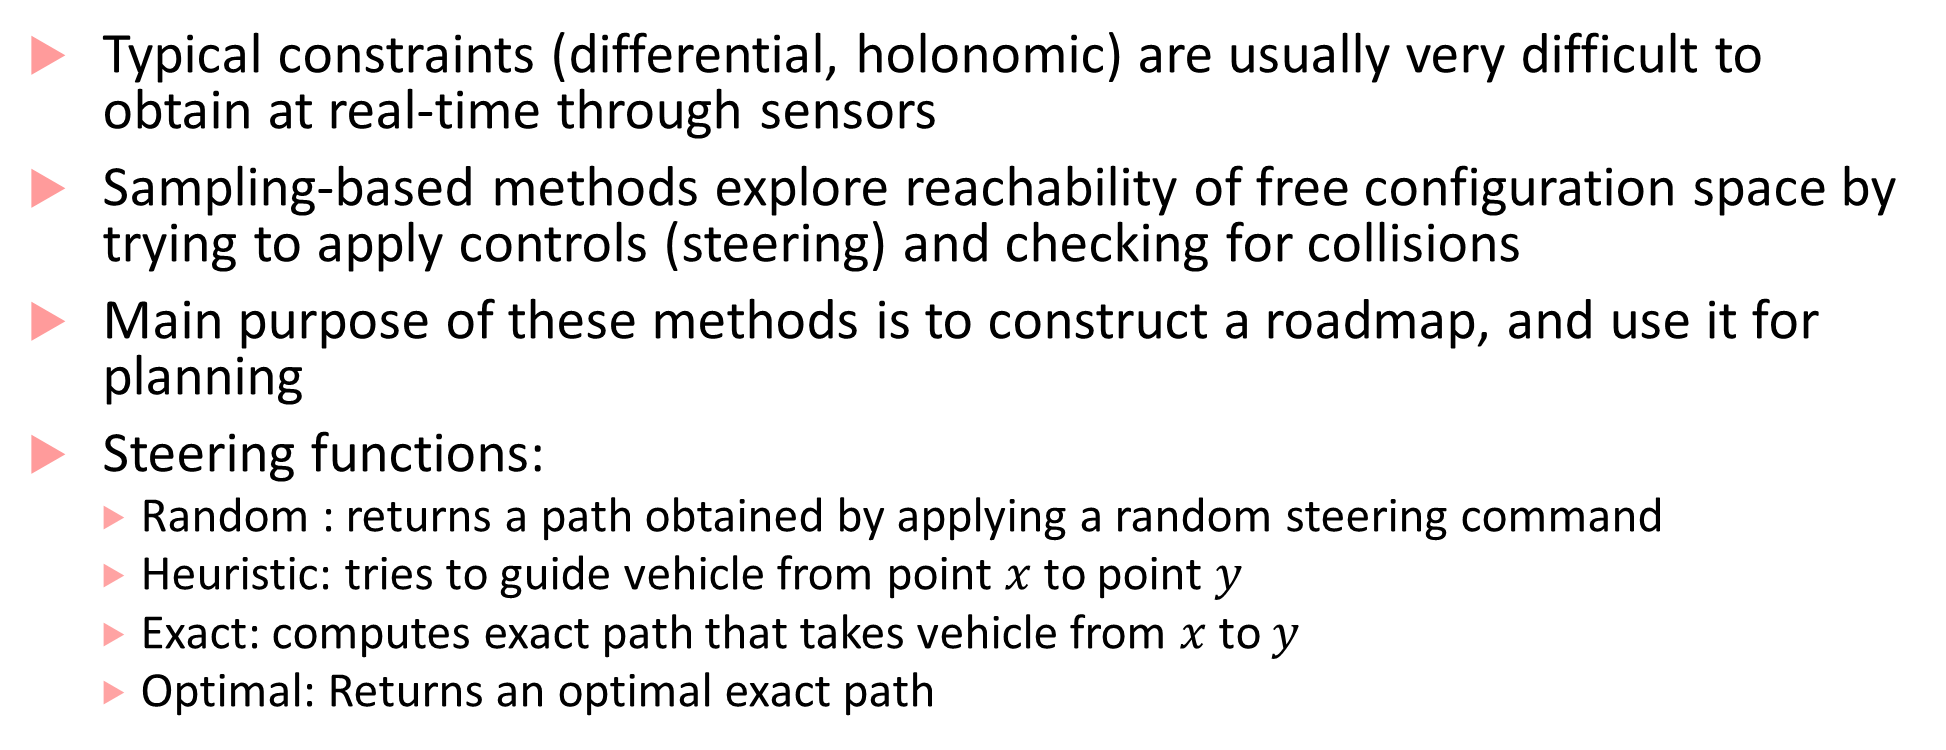 Typical constraints (differential, holonomic) are usually very difficult to
obtain at real-time through sensors
Sampling-based methods explore reachability of free configuration space by
trying to apply controls (steering) and checking for collisions
Main purpose of these methods is to construct a roadmap, and use it for
planning
Steering functions:
Random : returns a path obtained by applying a random steering command
Heuristic: tries to guide vehicle from point 𝑥 to point 𝑦
Exact: computes exact path that takes vehicle from 𝑥 to 𝑦
Optimal: Returns an optimal exact path